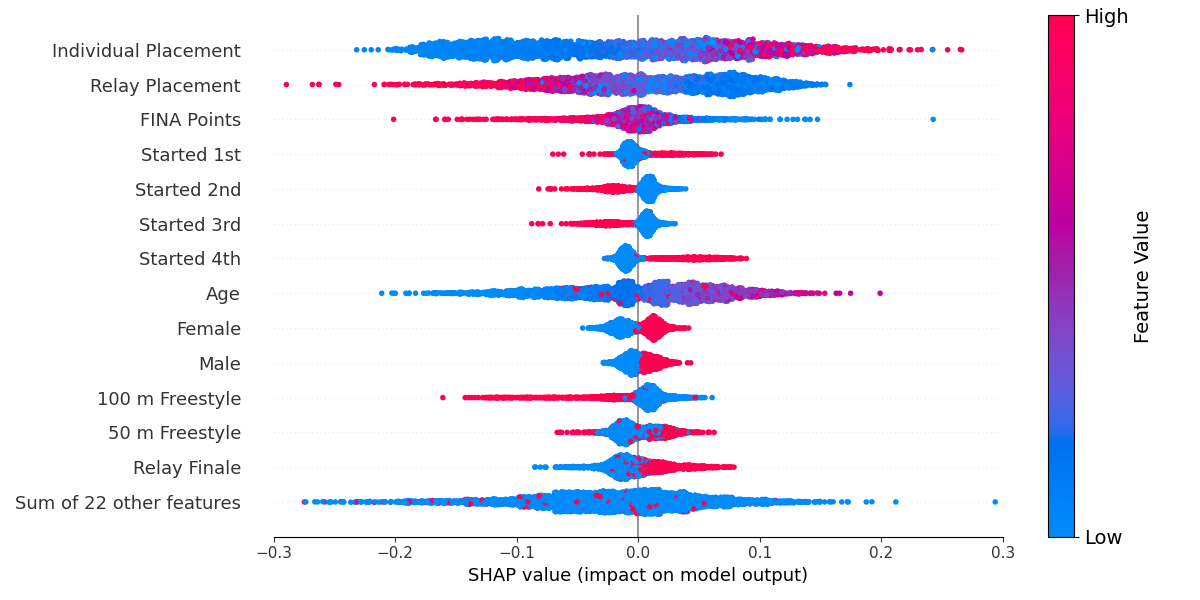 Individual Placement
Relay Placement
FINA Points
Started 1st
Started 2nd
Started 3rd
Started 4th
Age
Female
Male
100 m Freestyle
50 m Freestyle
Relay Finale
Sum of 22 other features
−0.3 −0.2 −0.1 0.0 0.1 0.2 0.3
SHAP value (impact on model output)
High
Low
Feature Value